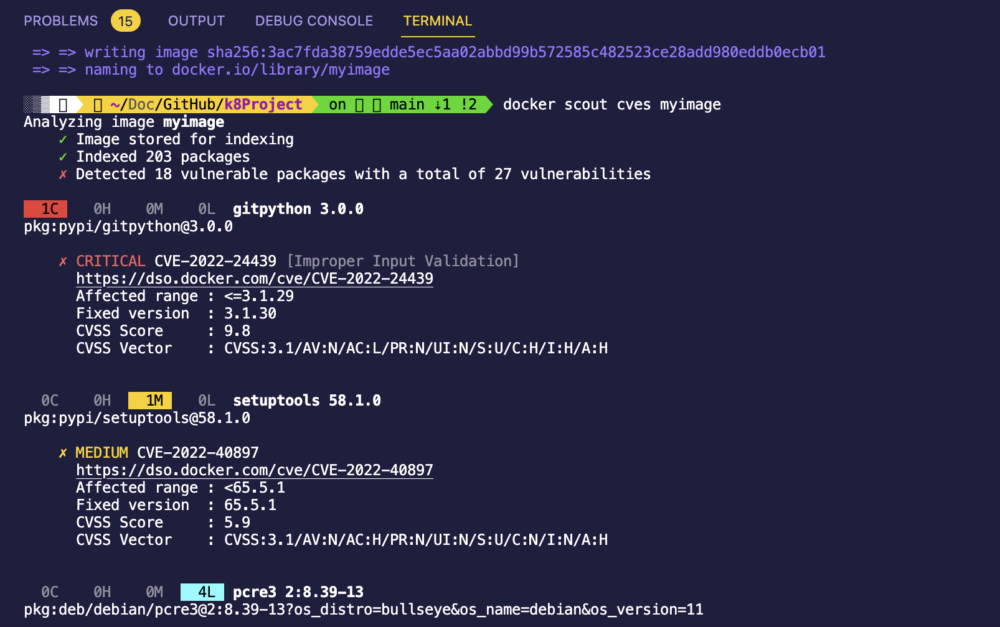 PROBLEMS 15 OUTPUT DEBUG CONSOLE TERMINAL
=> => writing image sha256:3ac7fda38759edde5ec5aa02abbd99b572585c482523ce28add980eddb0ecb01
=> => naming to docker.io/library/myimage
~/Doc/GitHub/k8Project on main ⇣1 !2 docker scout cves myimage
Analyzing image myimage
✓ Image stored for indexing
✓ Indexed 203 packages
✗ Detected 18 vulnerable packages with a total of 27 vulnerabilities
1C 0H 0M 0L gitpython 3.0.0
pkg:pypi/gitpython@3.0.0
✗ CRITICAL CVE-2022-24439 [Improper Input Validation]
https://dso.docker.com/cve/CVE-2022-24439
Affected range : <=3.1.29
Fixed version : 3.1.30
CVSS Score : 9.8
CVSS Vector : CVSS:3.1/AV:N/AC:L/PR:N/UI:N/S:U/C:H/I:H/A:H
0C 0H 1M 0L setuptools 58.1.0
pkg:pypi/setuptools@58.1.0
✗ MEDIUM CVE-2022-40897
https://dso.docker.com/cve/CVE-2022-40897
Affected range : <65.5.1
Fixed version : 65.5.1
CVSS Score : 5.9
CVSS Vector : CVSS:3.1/AV:N/AC:H/PR:N/UI:N/S:U/C:N/I:N/A:H
0C 0H 0M 4L pcre3 2:8.39-13
pkg:deb/debian/pcre3@2:8.39-13?os_distro=bullseye&os_name=debian&os_version=11